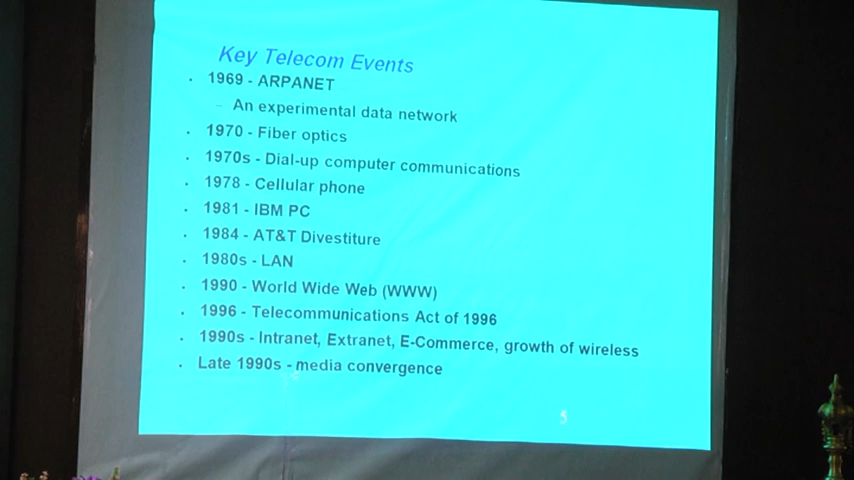 Key Telecom Events
· 1969 - ARPANET
– An experimental data network
· 1970 - Fiber optics
· 1970s - Dial-up computer communications
· 1978 - Cellular phone
· 1981 - IBM PC
· 1984 - AT&T Divestiture
· 1980s - LAN
· 1990 - World Wide Web (WWW)
· 1996 - Telecommunications Act of 1996
· 1990s - Intranet, Extranet, E-Commerce, growth of wireless
· Late 1990s - media convergence
5